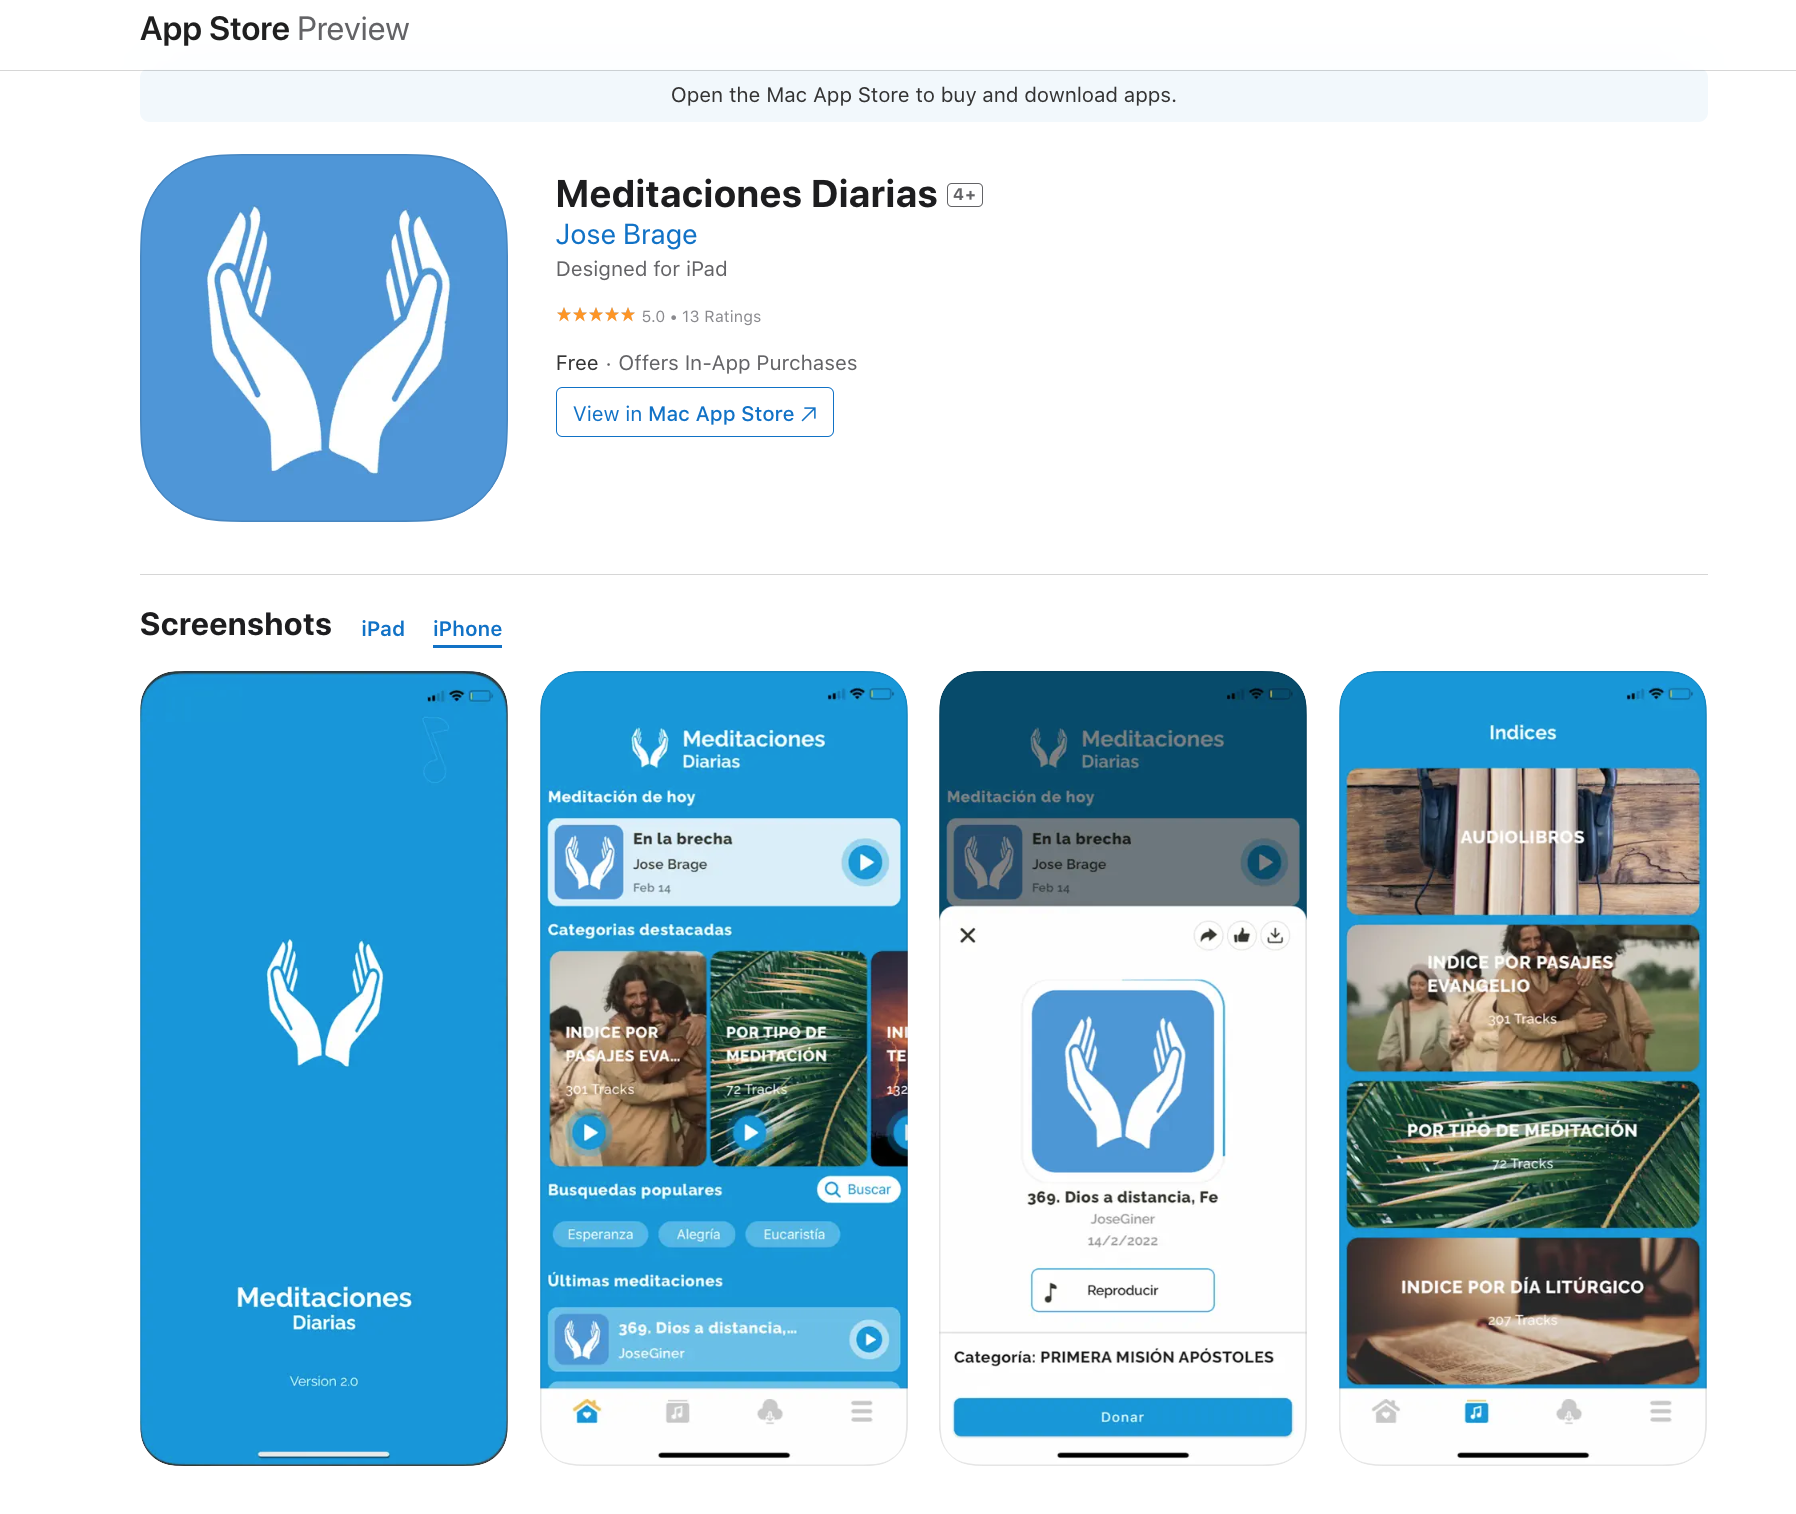 App Store Preview
Open the Mac App Store to buy and download apps.
Meditaciones Diarias 4+
Jose Brage
Designed for iPad
★★★★★ 5.0 • 13 Ratings
Free · Offers In-App Purchases
View in Mac App Store ↗
Screenshots iPad iPhone
Meditaciones
Diarias
Version 2.0
Meditaciones
Diarias
Meditación de hoy
En la brecha
Jose Brage
Feb 14
Categorias destacadas
INDICE POR
PASAJES EVA...
301 Tracks
POR TIPO DE
MEDITACIÓN
72 Tracks
IN
TE
132
Busquedas populares
Buscar
Esperanza
Alegría
Eucaristía
Últimas meditaciones
369. Dios a distancia,...
JoseGiner
Meditaciones
Diarias
Meditación de hoy
En la brecha
Jose Brage
Feb 14
369. Dios a distancia, Fe
JoseGiner
14/2/2022
Reproducir
Categoría: PRIMERA MISIÓN APÓSTOLES
Donar
Indices
AUDIOLIBROS
INDICE POR PASAJES
EVANGELIO
301 Tracks
POR TIPO DE MEDITACIÓN
72 Tracks
INDICE POR DÍA LITÚRGICO
207 Tracks